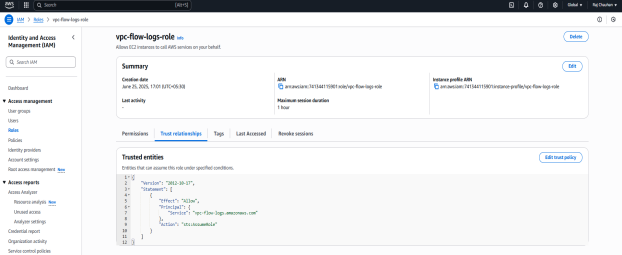 aws
Search
[Alt+S]
Global
Raj Chauhan
IAM > Roles > vpc-flow-logs-role
Identity and Access Management (IAM)
Search IAM
Dashboard
Access management
User groups
Users
Roles
Policies
Identity providers
Account settings
Root access management New
Access reports
Access Analyzer
Resource analysis New
Unused access
Analyzer settings
Credential report
Organization activity
Service control policies
vpc-flow-logs-role Info
Delete
Allows EC2 instances to call AWS services on your behalf.
Summary
Edit
Creation date
June 25, 2025, 17:01 (UTC+05:30)
ARN
arn:aws:iam::741344115901:role/vpc-flow-logs-role
Instance profile ARN
arn:aws:iam::741344115901:instance-profile/vpc-flow-logs-role
Last activity
-
Maximum session duration
1 hour
Permissions
Trust relationships
Tags
Last Accessed
Revoke sessions
Trusted entities
Edit trust policy
Entities that can assume this role under specified conditions.
1 {
2 "Version": "2012-10-17",
3 "Statement": [
4 {
5 "Effect": "Allow",
6 "Principal": {
7 "Service": "vpc-flow-logs.amazonaws.com"
8 },
9 "Action": "sts:AssumeRole"
10 }
11 ]
12 }